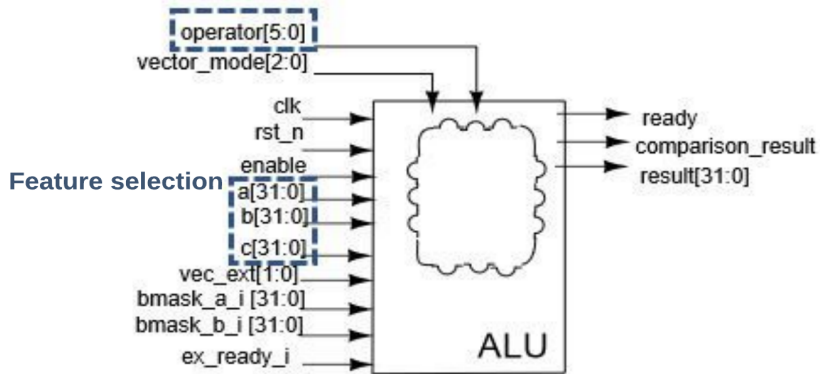 operator[5:0]
vector_mode[2:0]
clk
rst_n
enable
Feature selection
a[31:0]
b[31:0]
c[31:0]
vec_ext[1:0]
bmask_a_i [31:0]
bmask_b_i [31:0]
ex_ready_i
ready
comparison_result
result[31:0]
ALU